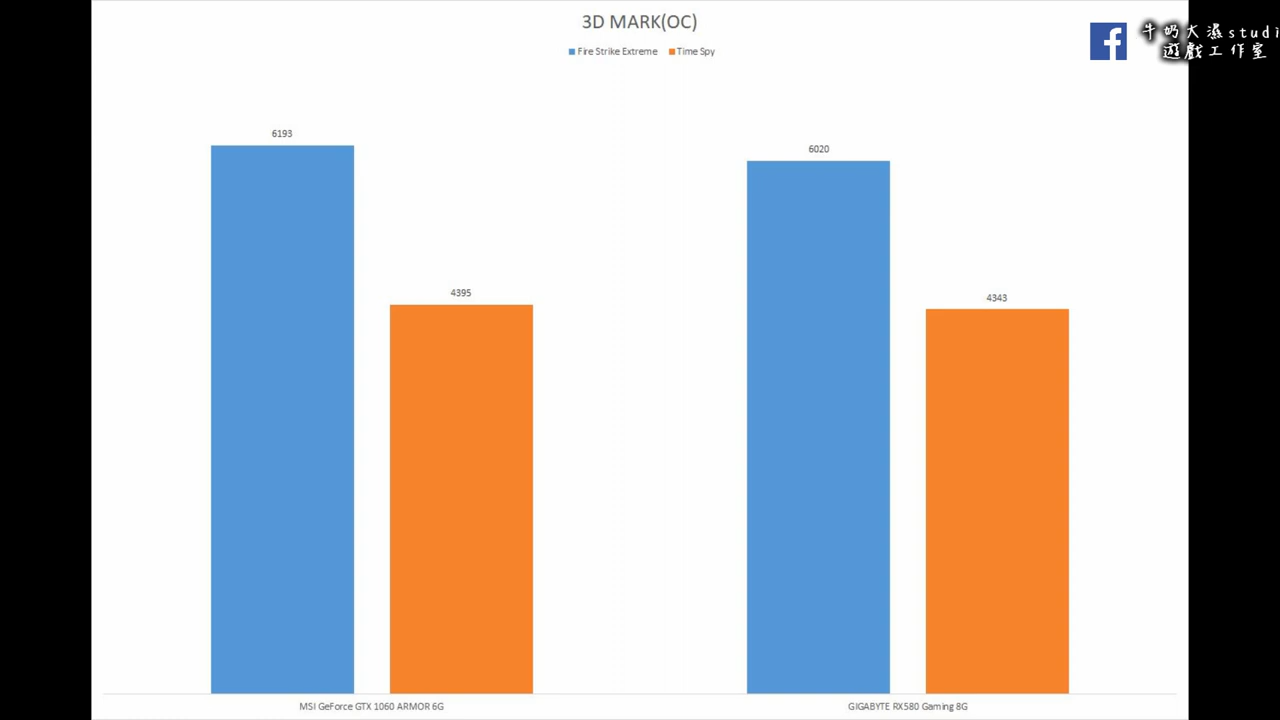 3D MARK(OC)
Fire Strike Extreme Time Spy
牛奶大濕studi
遊戲工作室
6193
6020
4395
4343
MSI GeForce GTX 1060 ARMOR 6G
GIGABYTE RX580 Gaming 8G